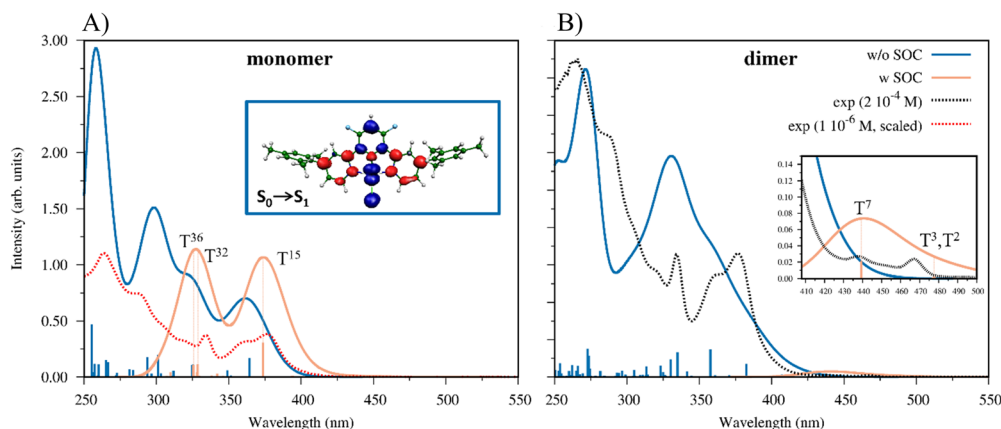 A)
monomer
3.00
2.50
2.00
1.50
1.00
0.50
0.00
Intensity (arb. units)
S0→S1
T36
T32
T15
250 300 350 400 450 500 550
Wavelength (nm)
B)
dimer
w/o SOC
w SOC
exp (2 10-4 M)
exp (1 10-6 M, scaled)
0.14
0.12
0.10
0.08
0.06
0.04
0.02
0.00
T7
T3,T2
410 420 430 440 450 460 470 480 490 500
250 300 350 400 450 500 550
Wavelength (nm)